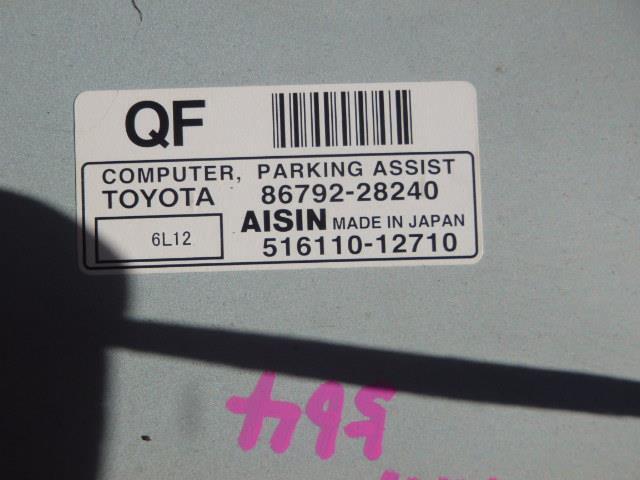 QF
COMPUTER, PARKING ASSIST
TOYOTA 86792-28240
6L12
AISIN MADE IN JAPAN
516110-12710